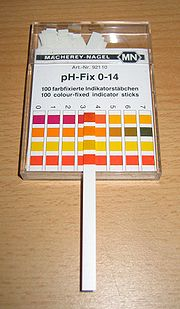 MACHEREY-NAGEL MN
Art.-Nr. 92110
pH-Fix 0-14
100 farbfixierte Indikatorstäbchen
100 colour-fixed indicator sticks
0 1 2 3 4 5 6 7